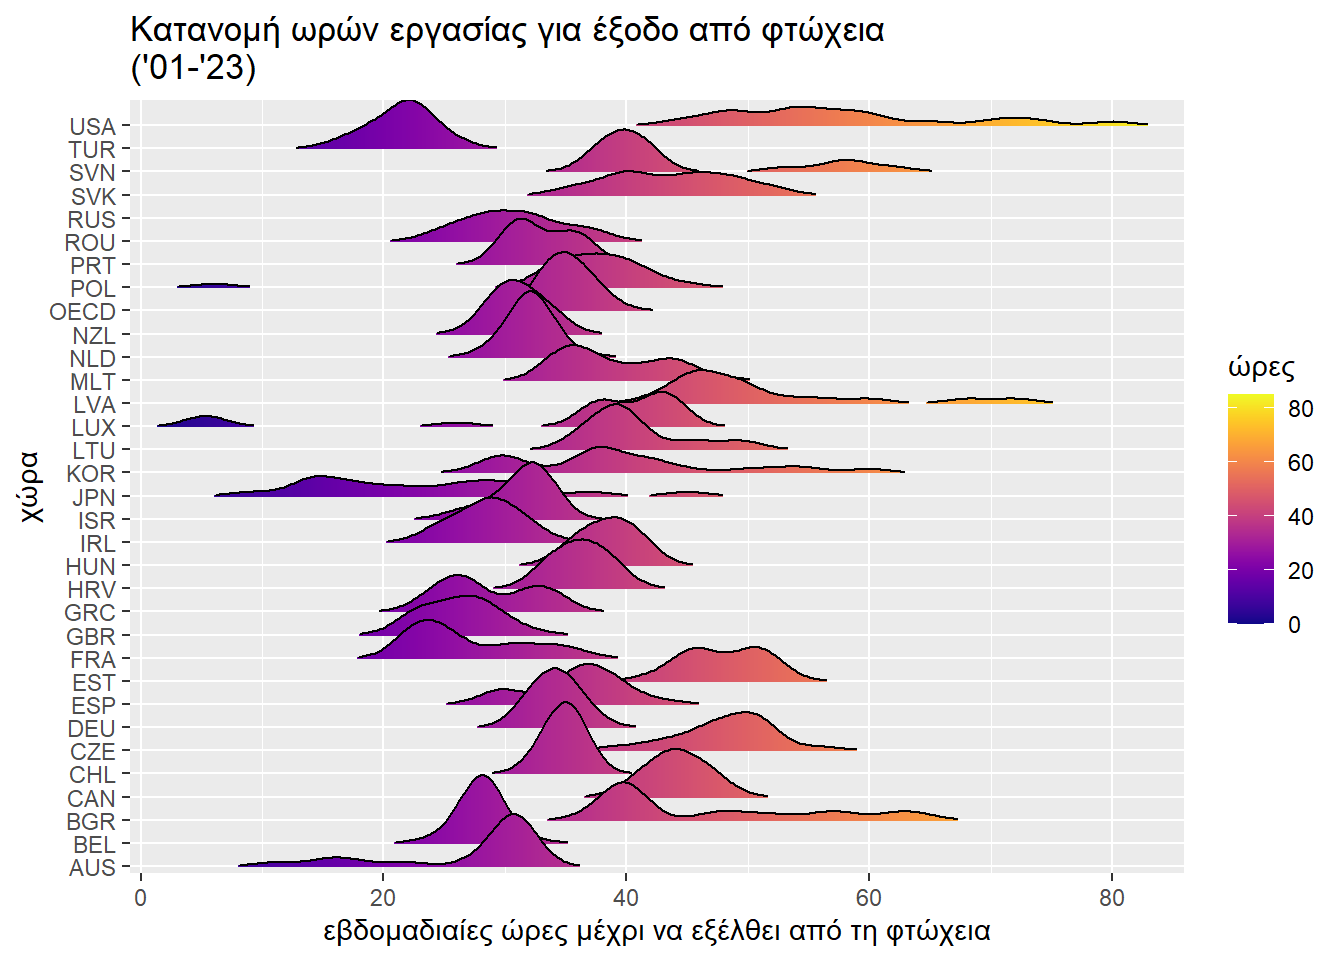 Κατανομή ωρών εργασίας για έξοδο από φτώχεια
('01-'23)
USA
TUR
SVN
SVK
RUS
ROU
PRT
POL
OECD
NZL
NLD
MLT
LVA
LUX
LTU
KOR
JPN
ISR
IRL
HUN
HRV
GRC
GBR
FRA
EST
ESP
DEU
CZE
CHL
CAN
BGR
BEL
AUS
χώρα
0 20 40 60 80
εβδομαδιαίες ώρες μέχρι να εξέλθει από τη φτώχεια
ώρες
80
60
40
20
0